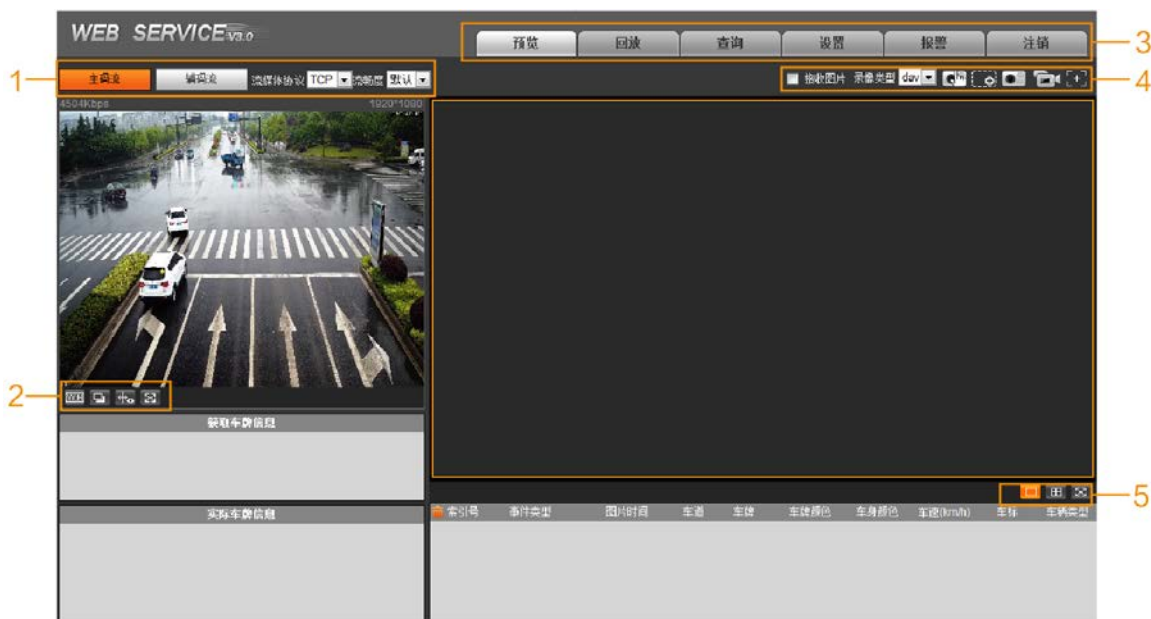 WEB SERVICE V3.0
预览 回放 查询 设置 报警 注销
3
1
主码流 辅码流 流媒体协议 TCP 流畅度 默认
接收图片 录像类型 dav
4
4504Kbps 1920*1080
2
获取车牌信息
5
实际车牌信息
索引号 事件类型 图片时间 车道 车牌 车牌颜色 车身颜色 车速(km/h) 车标 车辆类型